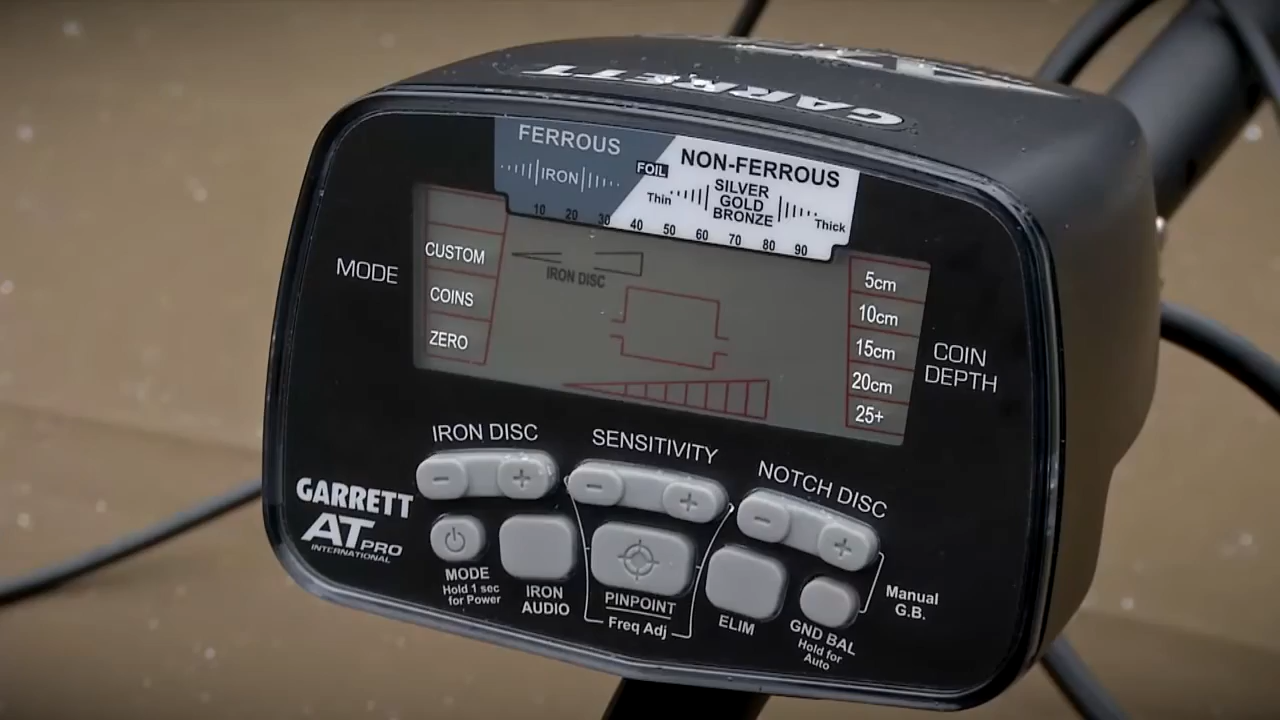 GARRETT
FERROUS
IRON
FOIL
NON-FERROUS
Thin
SILVER
GOLD
BRONZE
Thick
10 20 30 40 50 60 70 80 90
MODE
CUSTOM
COINS
ZERO
IRON DISC
5cm
10cm
15cm
20cm
25+
COIN
DEPTH
IRON DISC
SENSITIVITY
NOTCH DISC
- +
- +
- +
GARRETT
AT PRO
INTERNATIONAL
MODE
Hold 1 sec
for Power
IRON
AUDIO
PINPOINT
Freq Adj
ELIM
GND BAL
Hold for
Auto
Manual
G.B.